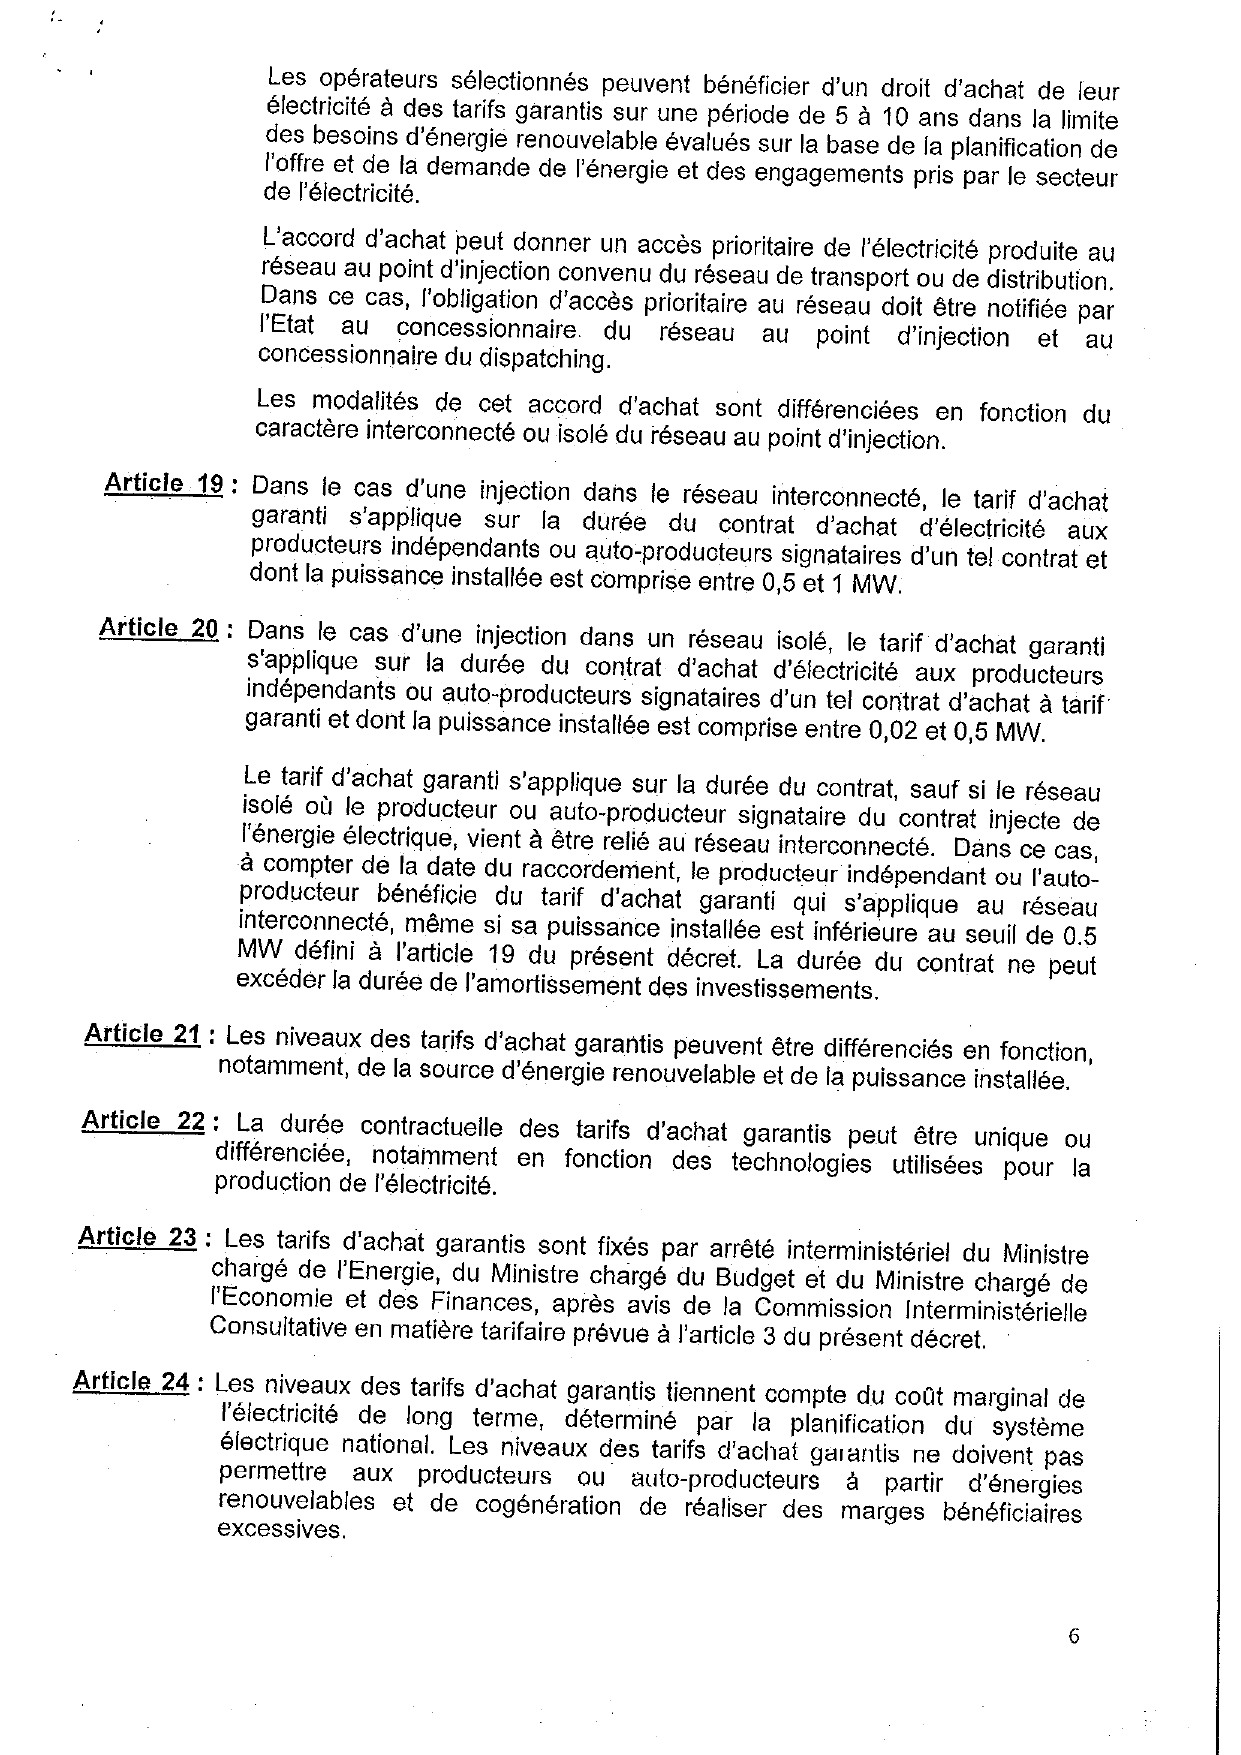 Les opérateurs sélectionnés peuvent bénéficier d'un droit d'achat de leur
électricité à des tarifs garantis sur une période de 5 à 10 ans dans la limite
des besoins d'énergie renouvelable évalués sur la base de la planification de
l'offre et de la demande de l'énergie et des engagements pris par le secteur
de l'électricité.
L'accord d'achat peut donner un accès prioritaire de l'électricité produite au
réseau au point d'injection convenu du réseau de transport ou de distribution.
Dans ce cas, l'obligation d'accès prioritaire au réseau doit être notifiée par
l'Etat au concessionnaire du réseau au point d'injection et au
concessionnaire du dispatching.
Les modalités de cet accord d'achat sont différenciées en fonction du
caractère interconnecté ou isolé du réseau au point d'injection.
Article 19 : Dans le cas d'une injection dans le réseau interconnecté, le tarif d'achat
garanti s'applique sur la durée du contrat d'achat d'électricité aux
producteurs indépendants ou auto-producteurs signataires d'un tel contrat et
dont la puissance installée est comprise entre 0,5 et 1 MW.
Article 20 : Dans le cas d'une injection dans un réseau isolé, le tarif d'achat garanti
s'applique sur la durée du contrat d'achat d'électricité aux producteurs
indépendants ou auto-producteurs signataires d'un tel contrat d'achat à tarif
garanti et dont la puissance installée est comprise entre 0,02 et 0,5 MW.
Le tarif d'achat garanti s'applique sur la durée du contrat, sauf si le réseau
isolé où le producteur ou auto-producteur signataire du contrat injecte de
l'énergie électrique, vient à être relié au réseau interconnecté. Dans ce cas,
à compter de la date du raccordement, le producteur indépendant ou l'auto-
producteur bénéficie du tarif d'achat garanti qui s'applique au réseau
interconnecté, même si sa puissance installée est inférieure au seuil de 0.5
MW défini à l'article 19 du présent décret. La durée du contrat ne peut
excéder la durée de l'amortissement des investissements.
Article 21 : Les niveaux des tarifs d'achat garantis peuvent être différenciés en fonction,
notamment, de la source d'énergie renouvelable et de la puissance installée.
Article 22 : La durée contractuelle des tarifs d'achat garantis peut être unique ou
différenciée, notamment en fonction des technologies utilisées pour la
production de l'électricité.
Article 23 : Les tarifs d'achat garantis sont fixés par arrêté interministériel du Ministre
chargé de l'Energie, du Ministre chargé du Budget et du Ministre chargé de
l'Economie et des Finances, après avis de la Commission Interministérielle
Consultative en matière tarifaire prévue à l'article 3 du présent décret.
Article 24 : Les niveaux des tarifs d'achat garantis tiennent compte du coût marginal de
l'électricité de long terme, déterminé par la planification du système
électrique national. Les niveaux des tarifs d'achat garantis ne doivent pas
permettre aux producteurs ou auto-producteurs à partir d'énergies
renouvelables et de cogénération de réaliser des marges bénéficiaires
excessives.
6